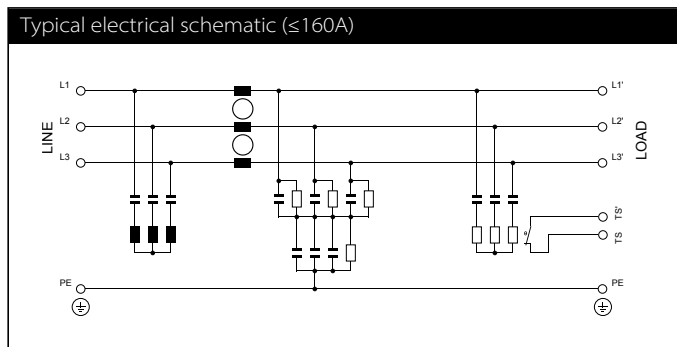 Typical electrical schematic (≤160A)
L1 L1'
L2 L2'
LINE LOAD
L3 L3'
TS'
TS
PE PE